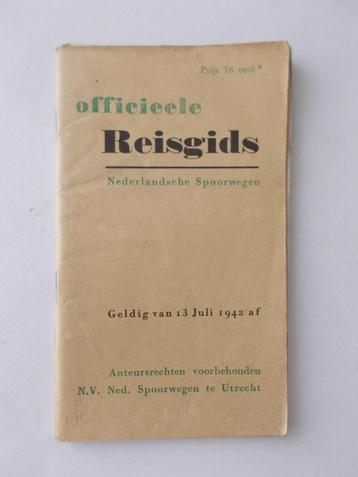 Prijs 16 cent*
officieele
Reisgids
Nederlandsche Spoorwegen
Geldig van 13 Juli 1942 af
Auteursrechten voorbehouden
N.V. Ned. Spoorwegen te Utrecht